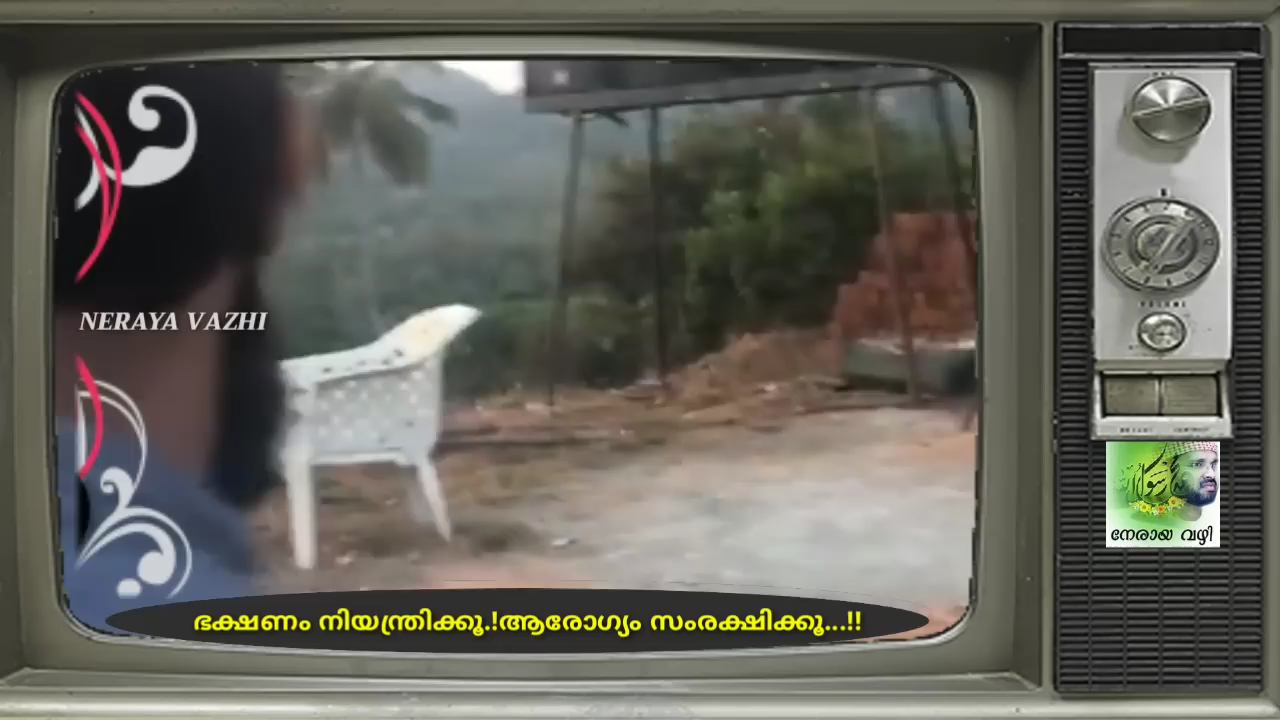 NERAYA VAZHI
ഭക്ഷണം നിയന്ത്രിക്കൂ.!ആരോഗ്യം സംരക്ഷിക്കൂ...!!
നേരായ വഴി